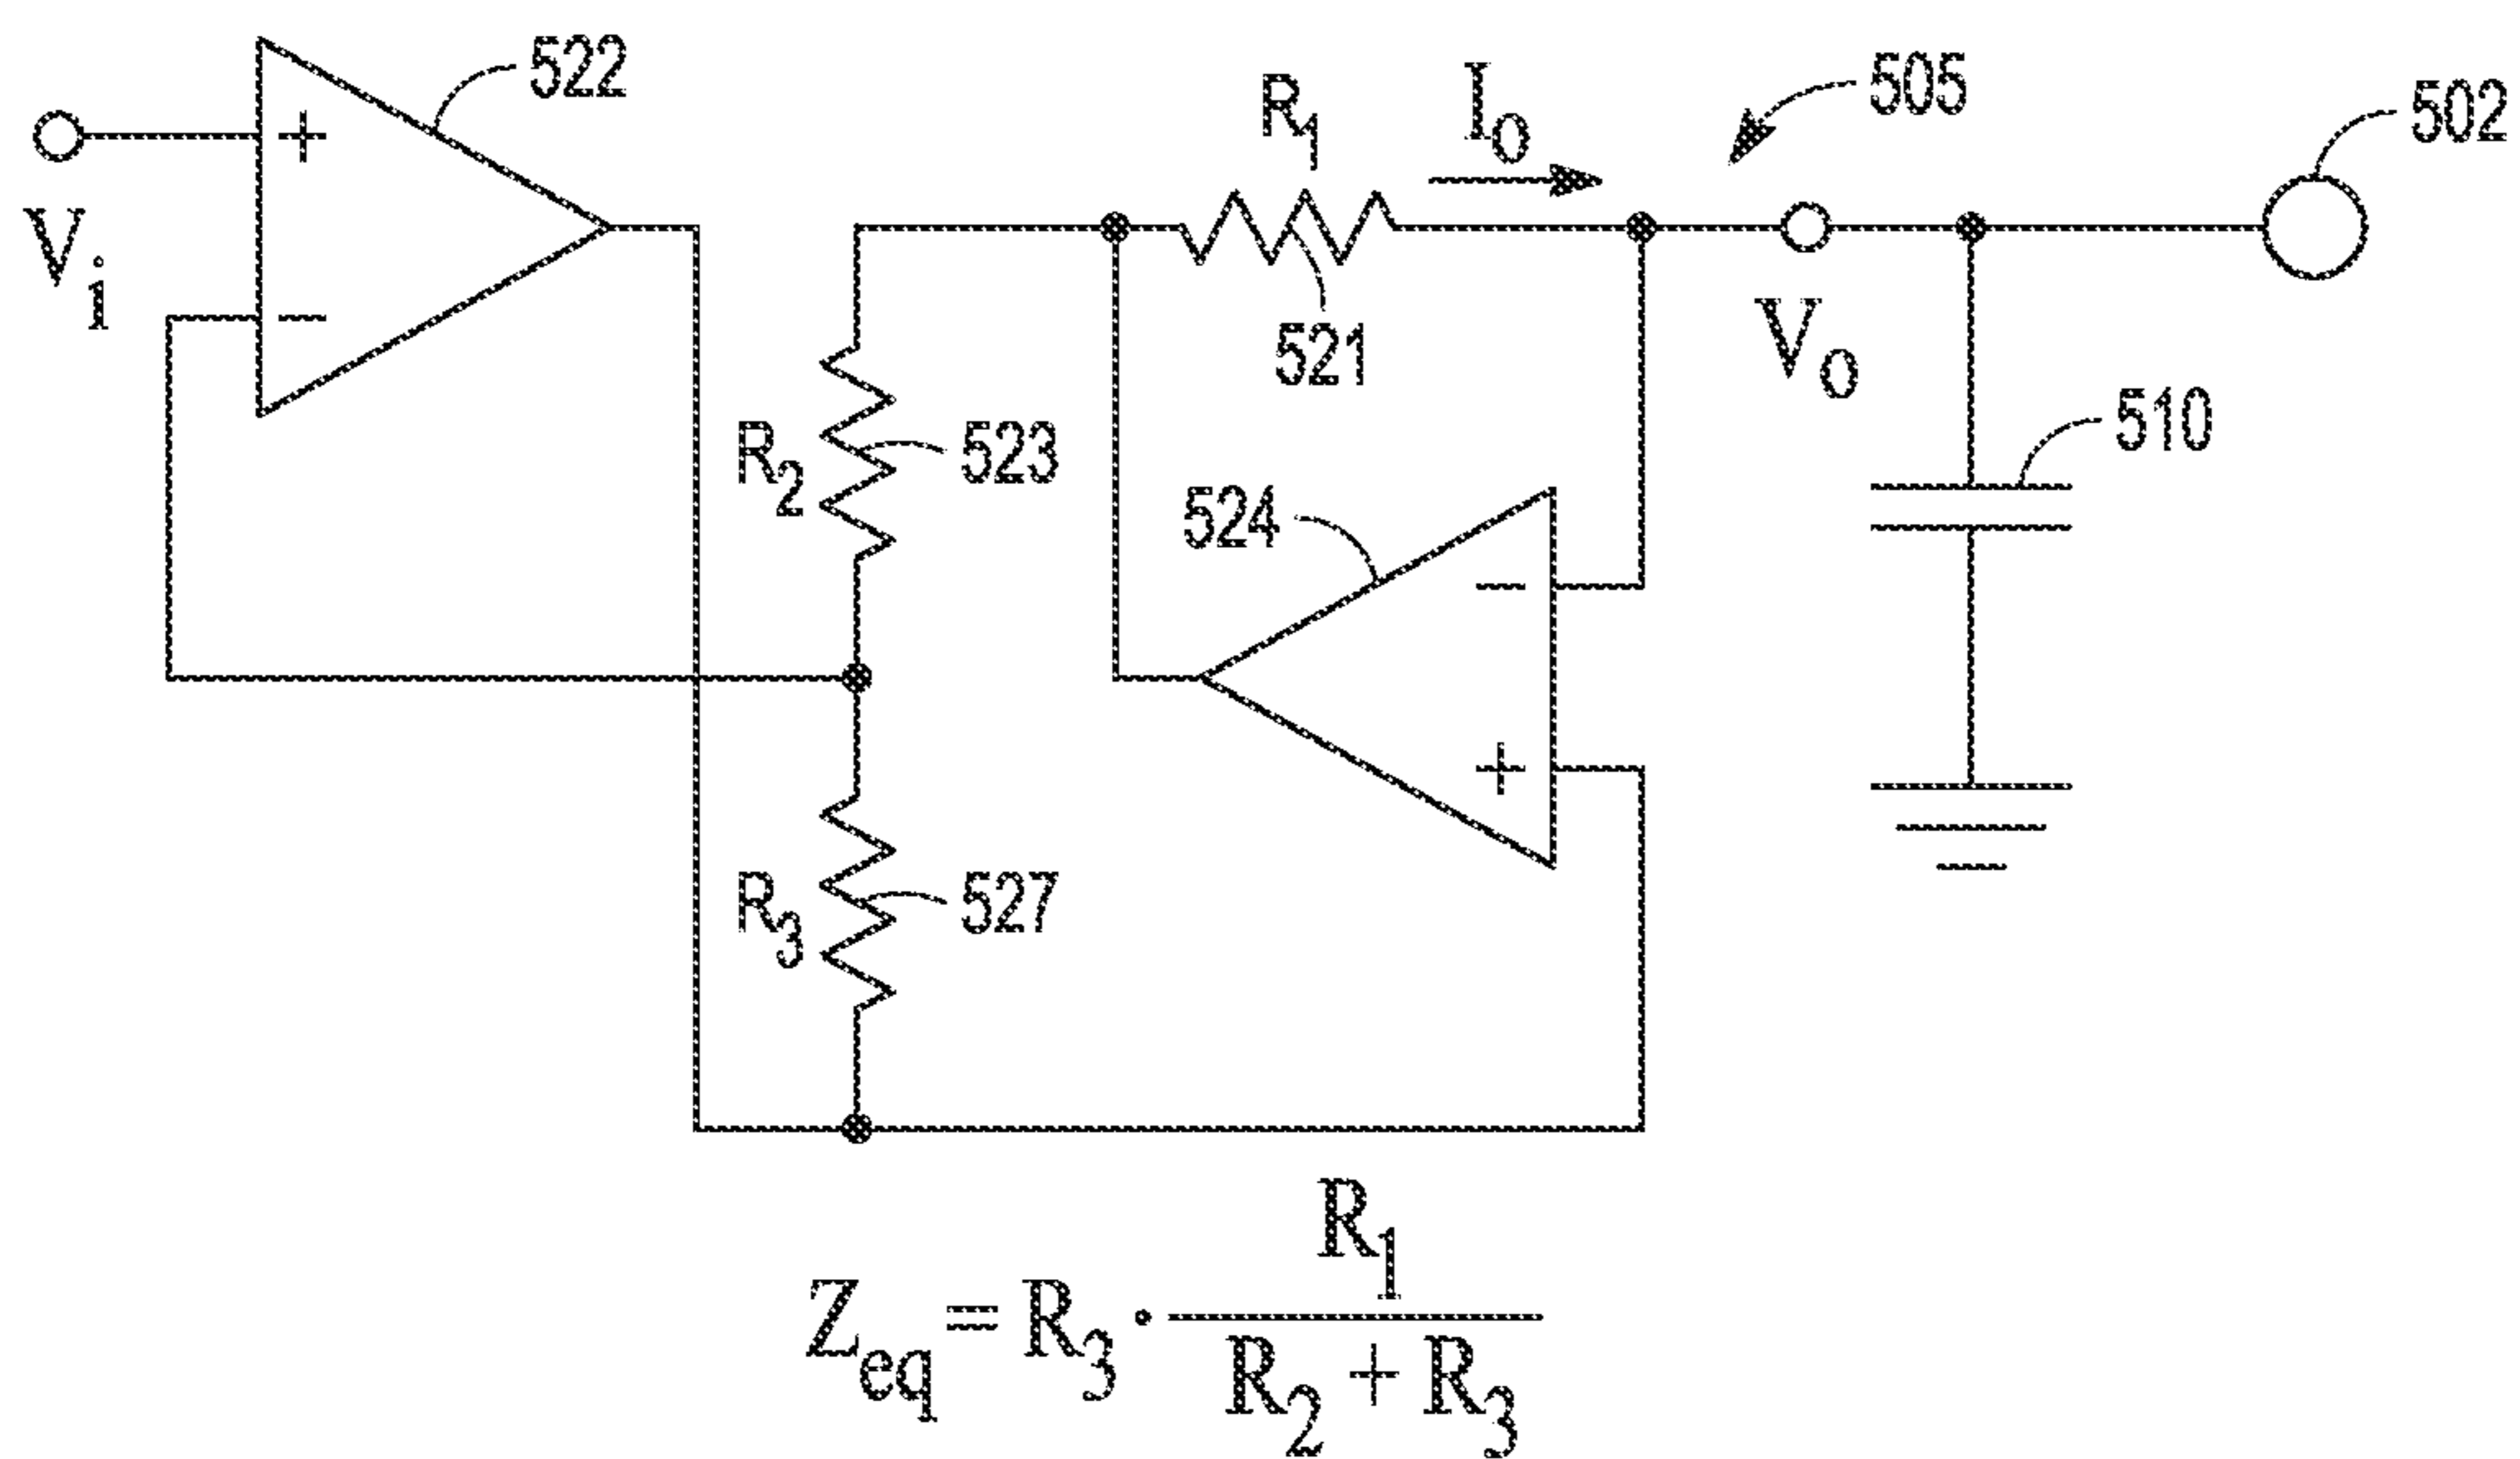 522
+
Vi
−
R1
Io
505
502
521
Vo
R2
523
524
−
510
+
R3
527
Zeq = R3 · R1 / (R2 + R3)